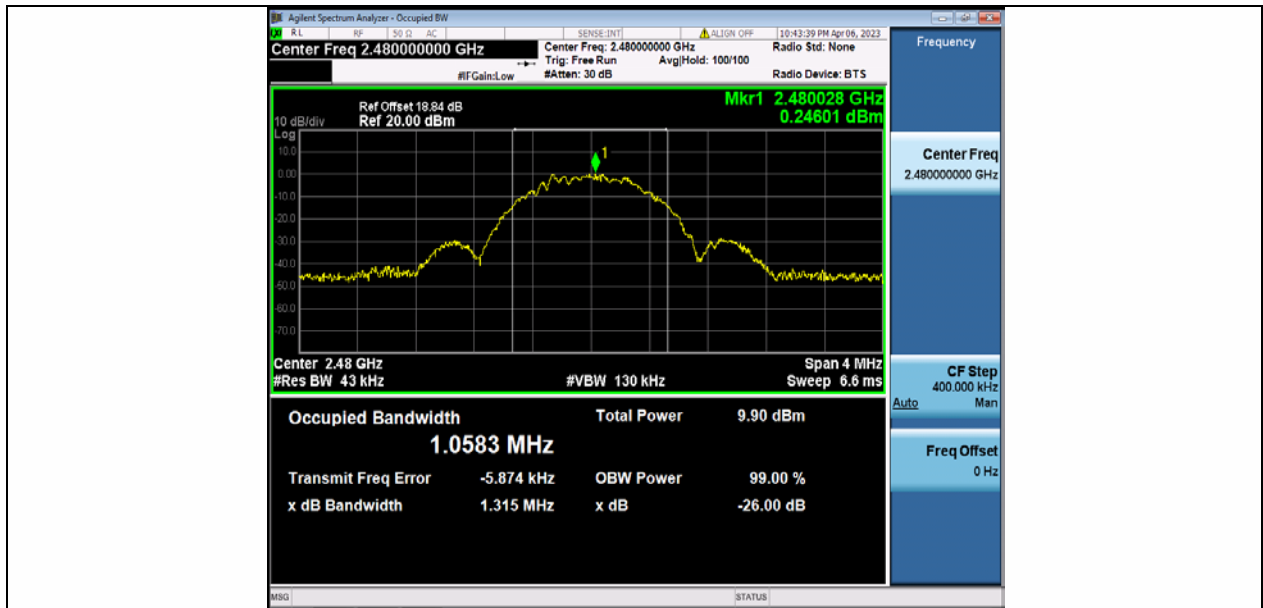 Agilent Spectrum Analyzer - Occupied BW
RL RF 50 Ω AC SENSE:INT ALIGN OFF 10:43:39 PM Apr 06, 2023
Center Freq 2.480000000 GHz
Center Freq: 2.480000000 GHz Radio Std: None
Trig: Free Run Avg|Hold: 100/100
#IFGain:Low #Atten: 30 dB Radio Device: BTS
Mkr1 2.480028 GHz
0.24601 dBm
Ref Offset 18.84 dB
10 dB/div Ref 20.00 dBm
Log
10.0
1
0.00
-10.0
-20.0
-30.0
-40.0
-50.0
-60.0
-70.0
Center 2.48 GHz Span 4 MHz
#Res BW 43 kHz #VBW 130 kHz Sweep 6.6 ms
Occupied Bandwidth Total Power 9.90 dBm
1.0583 MHz
Transmit Freq Error -5.874 kHz OBW Power 99.00 %
x dB Bandwidth 1.315 MHz x dB -26.00 dB
MSG STATUS
Frequency
Center Freq
2.480000000 GHz
CF Step
400.000 kHz
Auto Man
Freq Offset
0 Hz